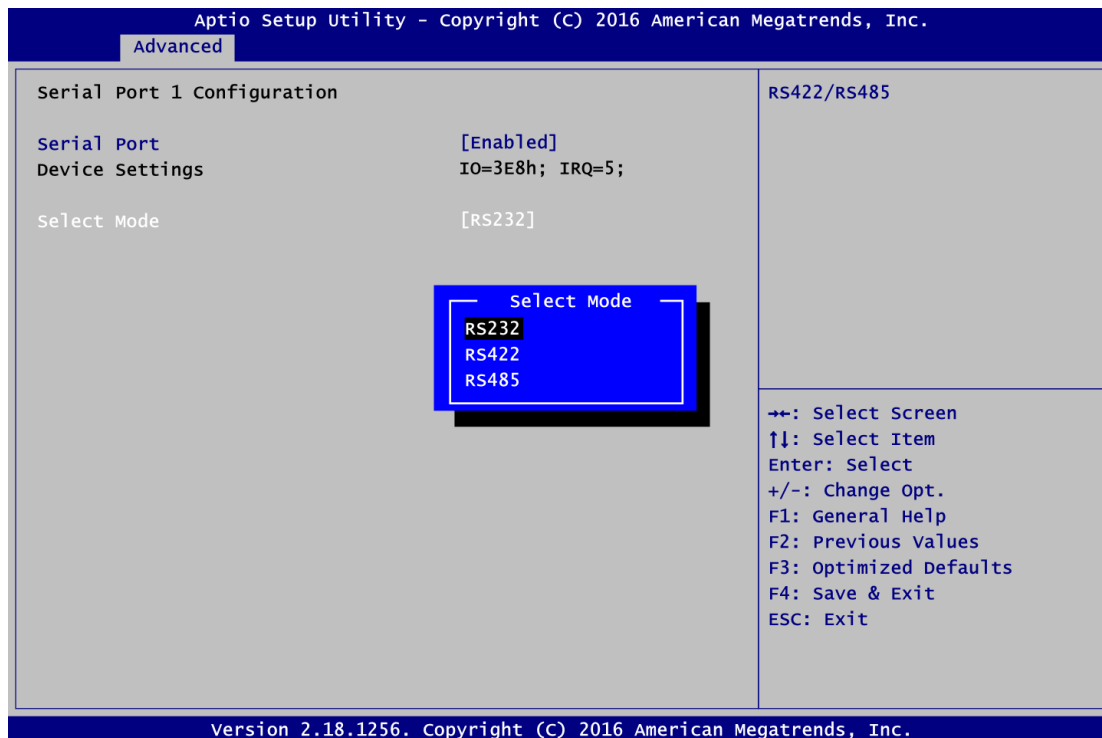 Aptio Setup Utility – Copyright (C) 2016 American Megatrends, Inc.
Advanced
Serial Port 1 Configuration
Serial Port [Enabled]
Device Settings IO=3E8h; IRQ=5;
Select Mode [RS232]
Select Mode
RS232
RS422
RS485
RS422/RS485
→←: Select Screen
↑↓: Select Item
Enter: Select
+/-: Change Opt.
F1: General Help
F2: Previous Values
F3: Optimized Defaults
F4: Save & Exit
ESC: Exit
Version 2.18.1256. Copyright (C) 2016 American Megatrends, Inc.